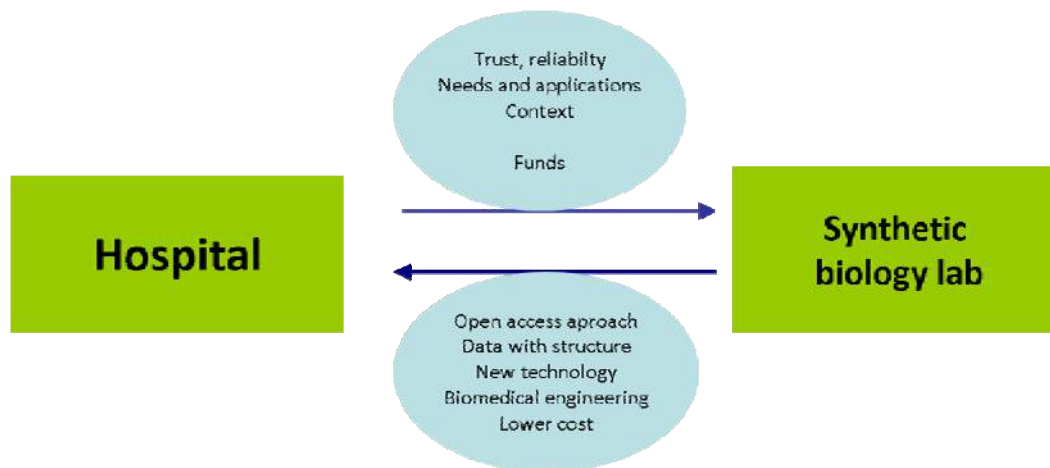 Trust, reliabilty
Needs and applications
Context
Funds
Hospital
Synthetic
biology lab
Open access aproach
Data with structure
New technology
Biomedical engineering
Lower cost